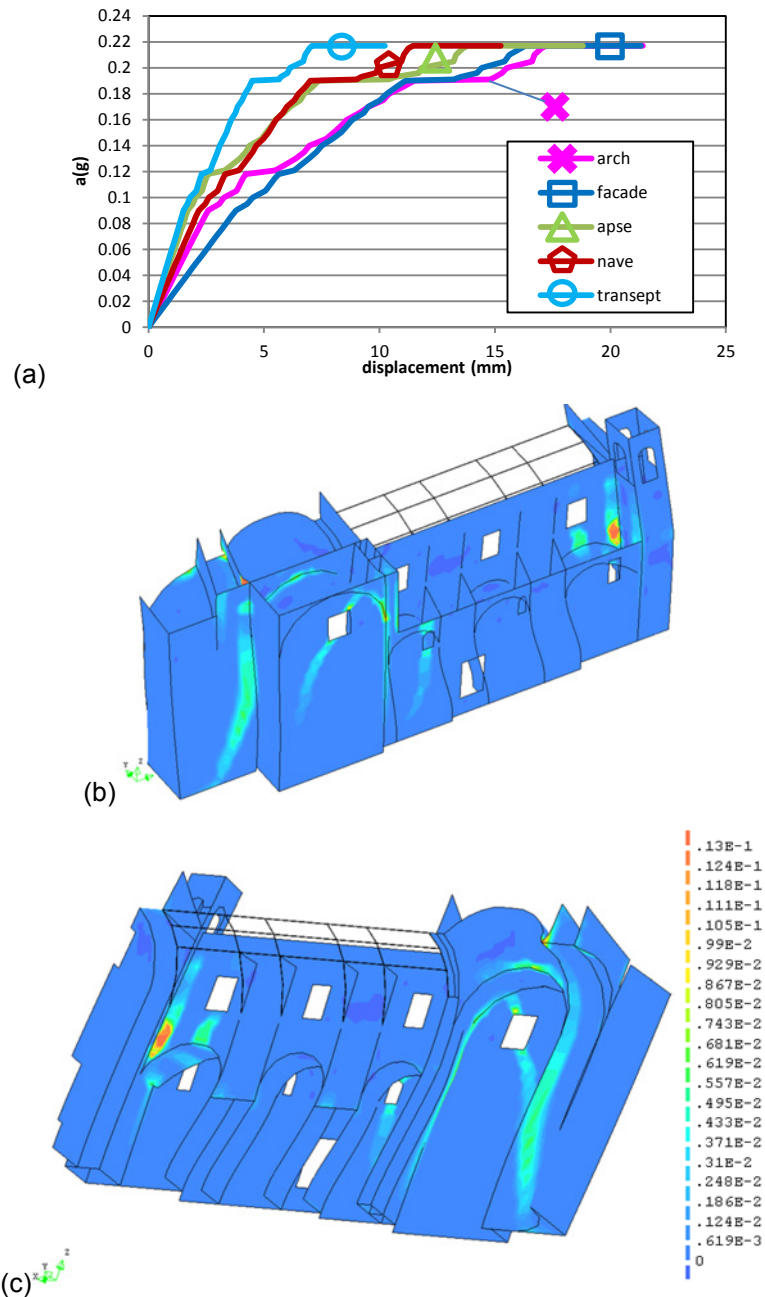 0.22
0.2
0.18
0.16
0.14
0.12
0.1
0.08
0.06
0.04
0.02
0
a(g)
arch
facade
apse
nave
transept
0 5 10 15 20 25
displacement (mm)
(a)
Y Z
(b)
.13E-1
.124E-1
.118E-1
.111E-1
.105E-1
.99E-2
.929E-2
.867E-2
.805E-2
.743E-2
.681E-2
.619E-2
.557E-2
.495E-2
.433E-2
.371E-2
.31E-2
.248E-2
.186E-2
.124E-2
.619E-3
0
X Y Z
(c)